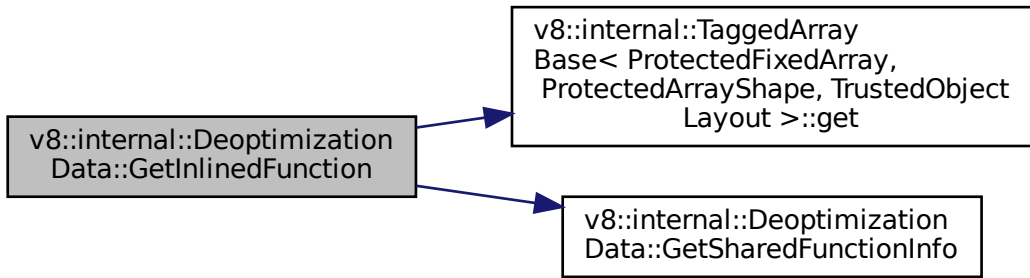 v8::internal::Deoptimization
Data::GetInlinedFunction
v8::internal::TaggedArray
Base< ProtectedFixedArray,
ProtectedArrayShape, TrustedObject
Layout >::get
v8::internal::Deoptimization
Data::GetSharedFunctionInfo